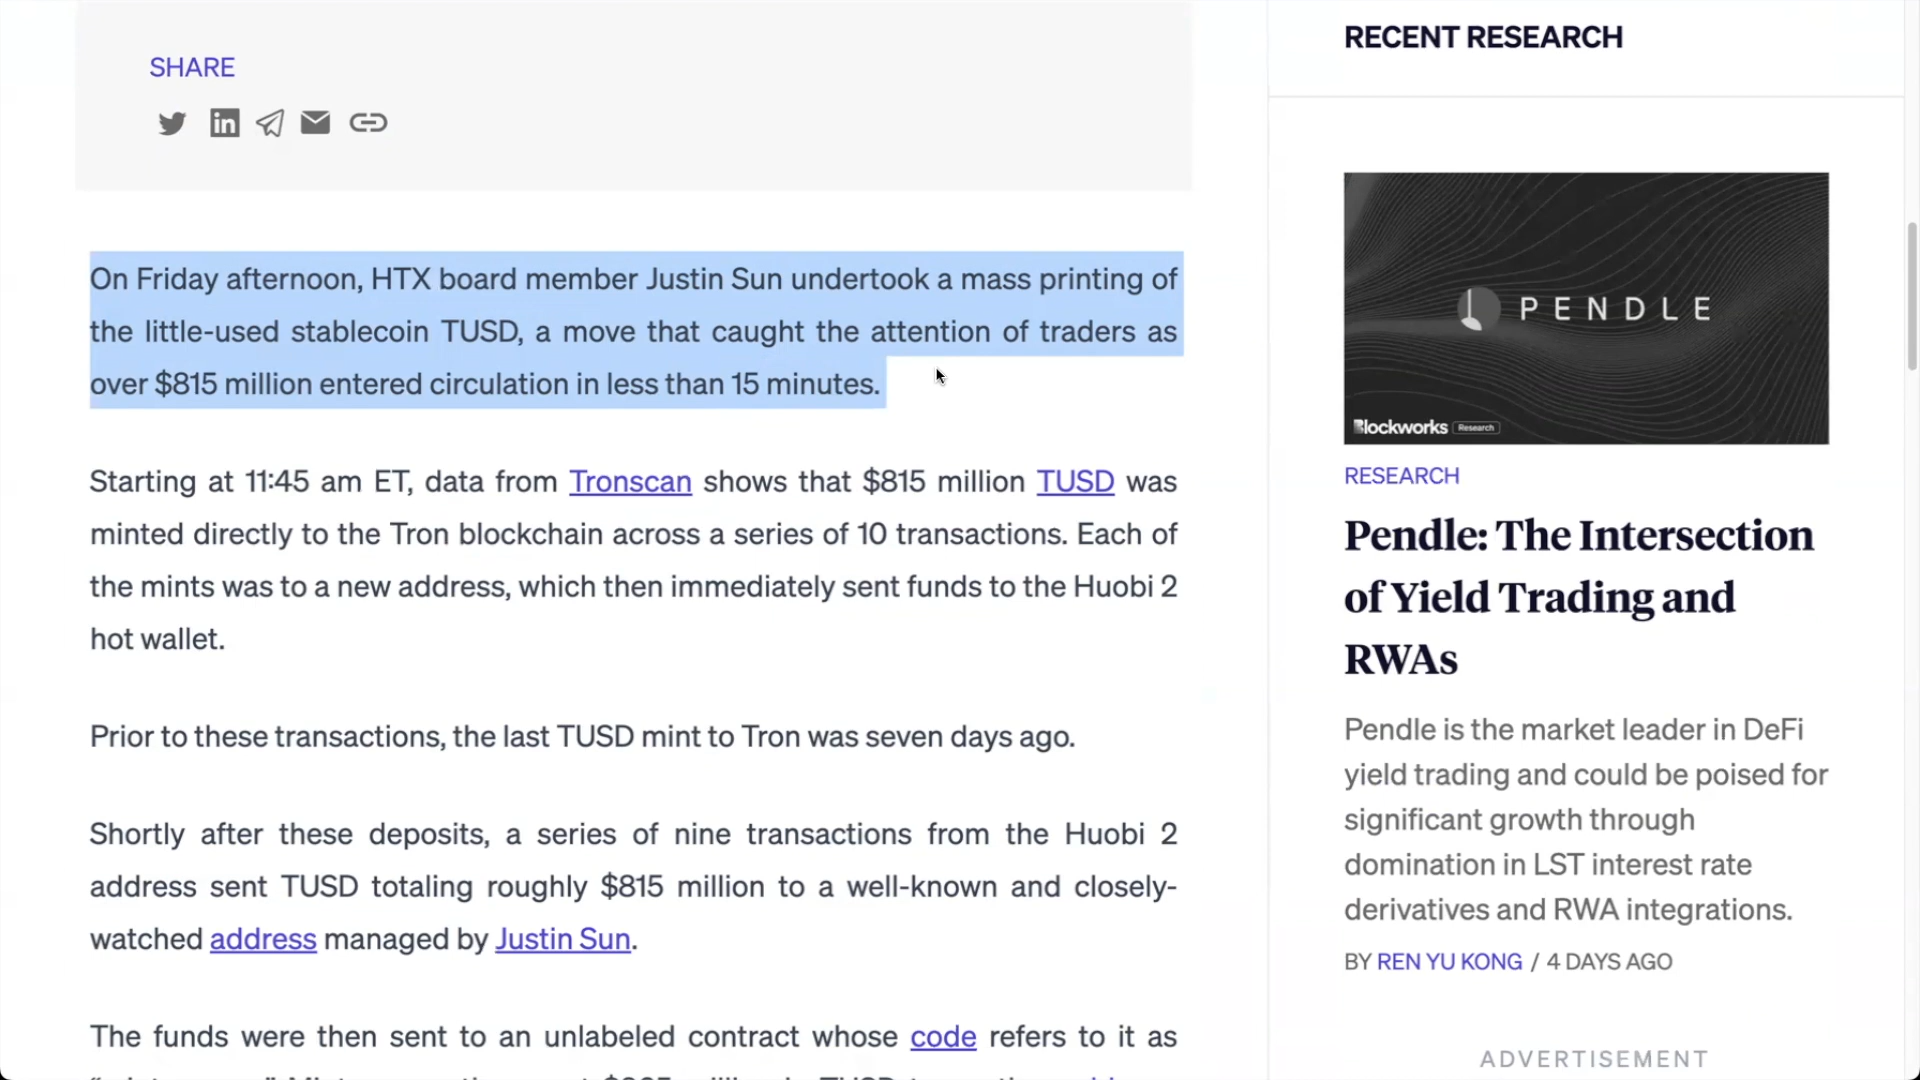 SHARE
On Friday afternoon, HTX board member Justin Sun undertook a mass printing of
the little-used stablecoin TUSD, a move that caught the attention of traders as
over $815 million entered circulation in less than 15 minutes.
Starting at 11:45 am ET, data from Tronscan shows that $815 million TUSD was
minted directly to the Tron blockchain across a series of 10 transactions. Each of
the mints was to a new address, which then immediately sent funds to the Huobi 2
hot wallet.
Prior to these transactions, the last TUSD mint to Tron was seven days ago.
Shortly after these deposits, a series of nine transactions from the Huobi 2
address sent TUSD totaling roughly $815 million to a well-known and closely-
watched address managed by Justin Sun.
The funds were then sent to an unlabeled contract whose code refers to it as
RECENT RESEARCH
PENDLE
Blockworks Research
RESEARCH
Pendle: The Intersection
of Yield Trading and
RWAs
Pendle is the market leader in DeFi
yield trading and could be poised for
significant growth through
domination in LST interest rate
derivatives and RWA integrations.
BY REN YU KONG / 4 DAYS AGO
ADVERTISEMENT